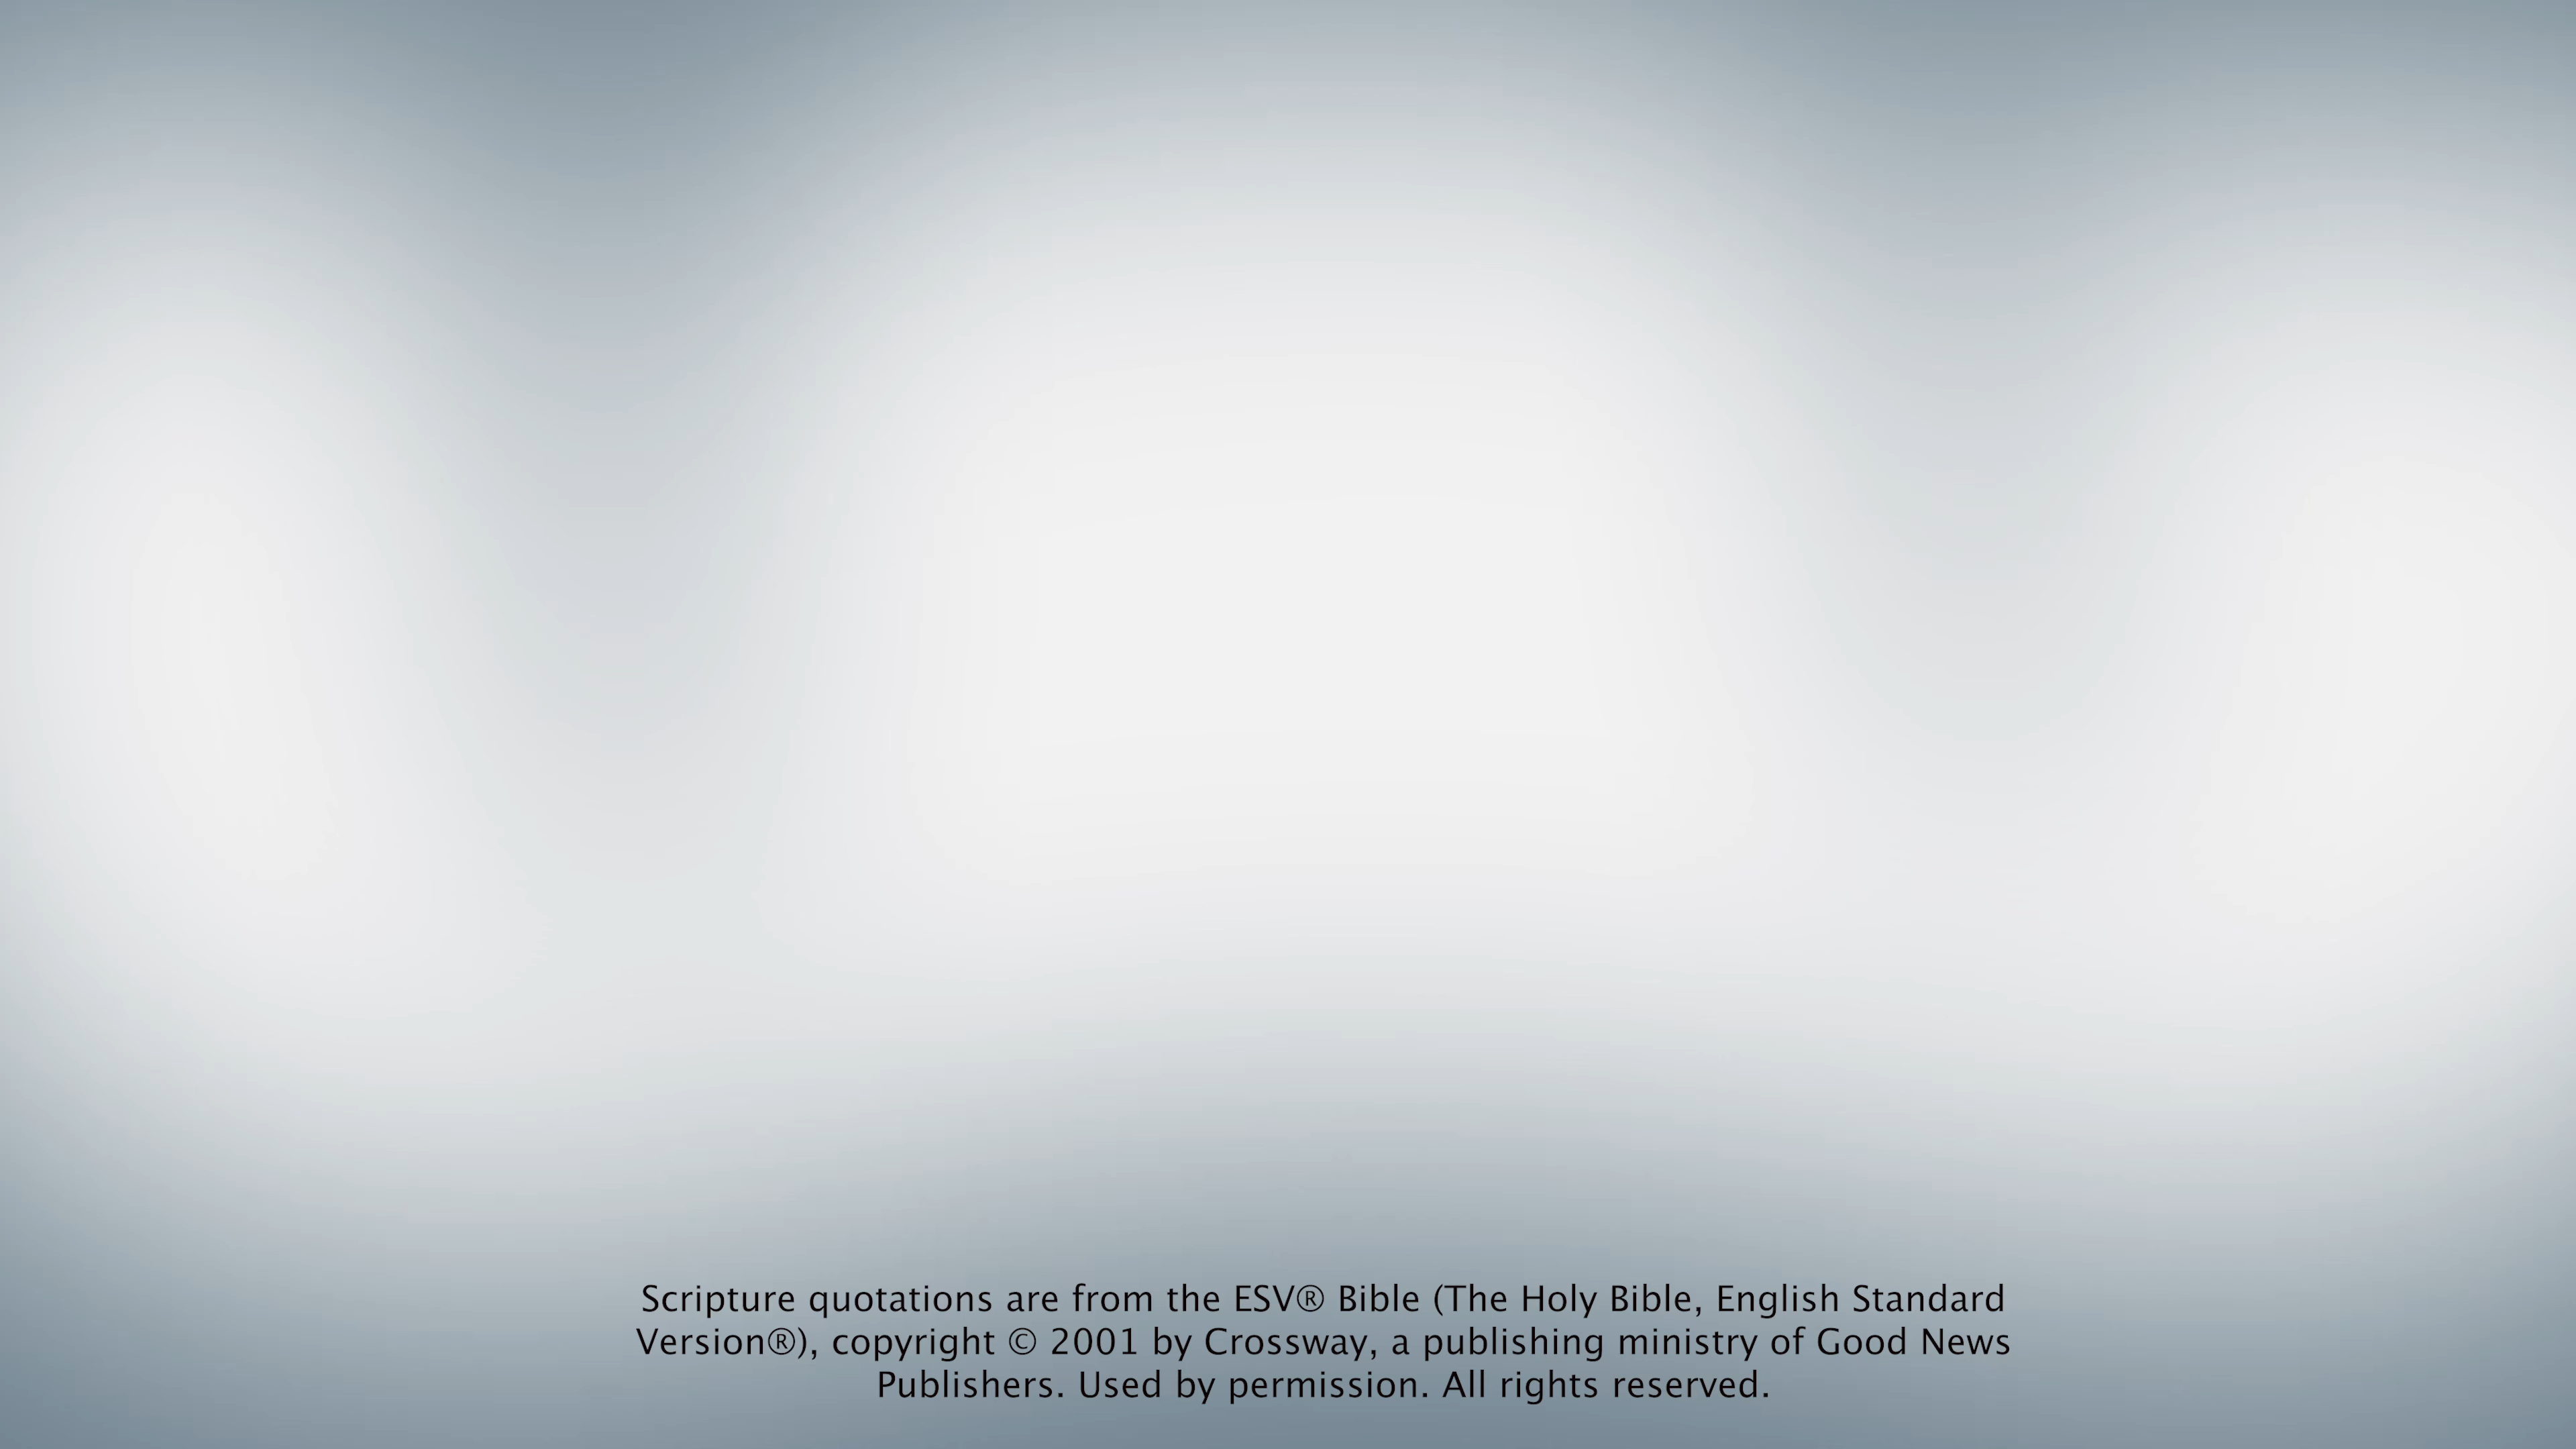 Scripture quotations are from the ESV® Bible (The Holy Bible, English Standard
Version®), copyright © 2001 by Crossway, a publishing ministry of Good News
Publishers. Used by permission. All rights reserved.